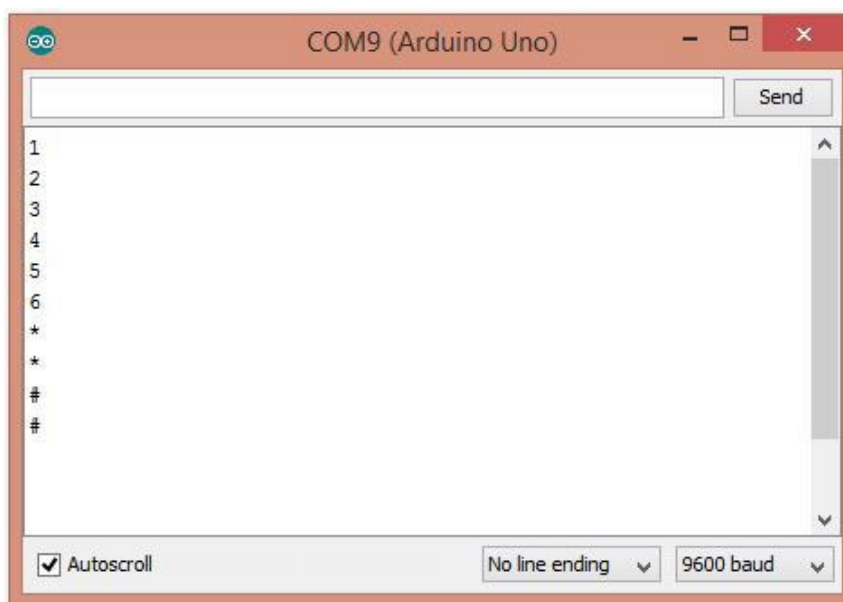 COM9 (Arduino Uno)
Send
1
2
3
4
5
6
*
*
#
#
Autoscroll
No line ending
9600 baud